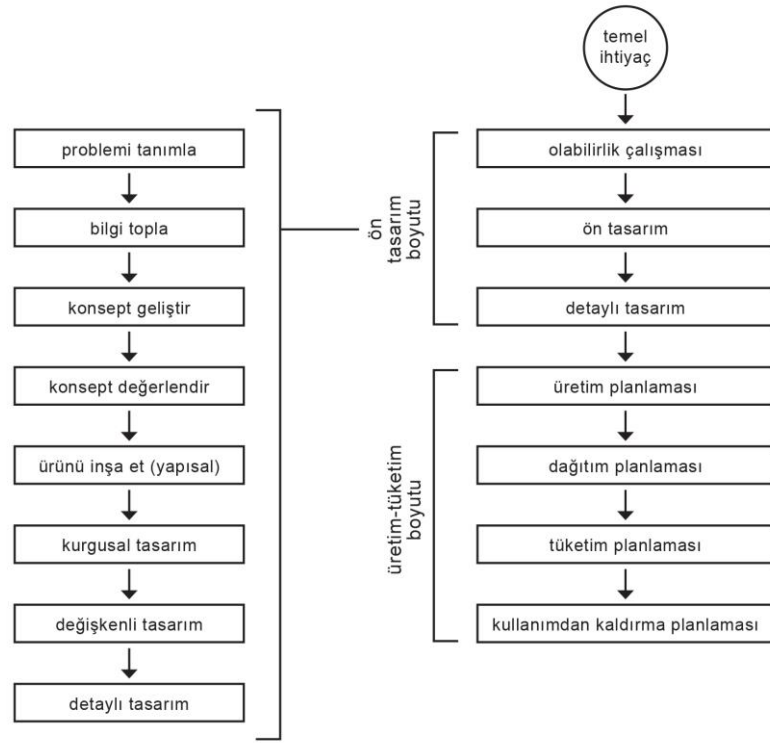 temel
ihtiyaç
problemi tanımla
bilgi topla
konsept geliştir
konsept değerlendir
ürünü inşa et (yapısal)
kurgusal tasarım
değişkenli tasarım
detaylı tasarım
ön
tasarım
boyutu
olabilirlik çalışması
ön tasarım
detaylı tasarım
üretim-tüketim
boyutu
üretim planlaması
dağıtım planlaması
tüketim planlaması
kullanımdan kaldırma planlaması